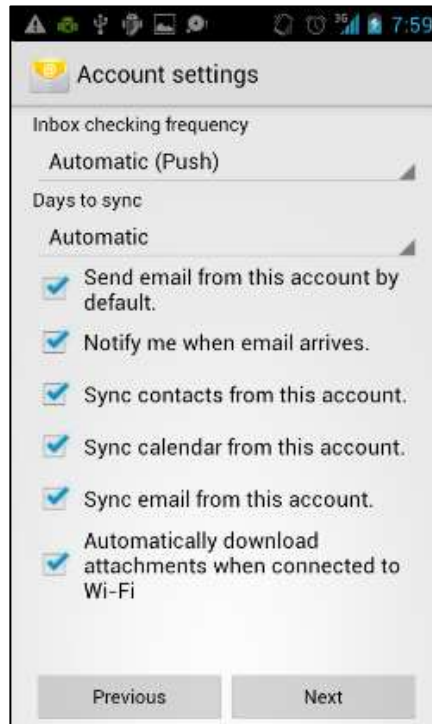 3G 7:59
Account settings
Inbox checking frequency
Automatic (Push)
Days to sync
Automatic
Send email from this account by
default.
Notify me when email arrives.
Sync contacts from this account.
Sync calendar from this account.
Sync email from this account.
Automatically download
attachments when connected to
Wi-Fi
Previous Next